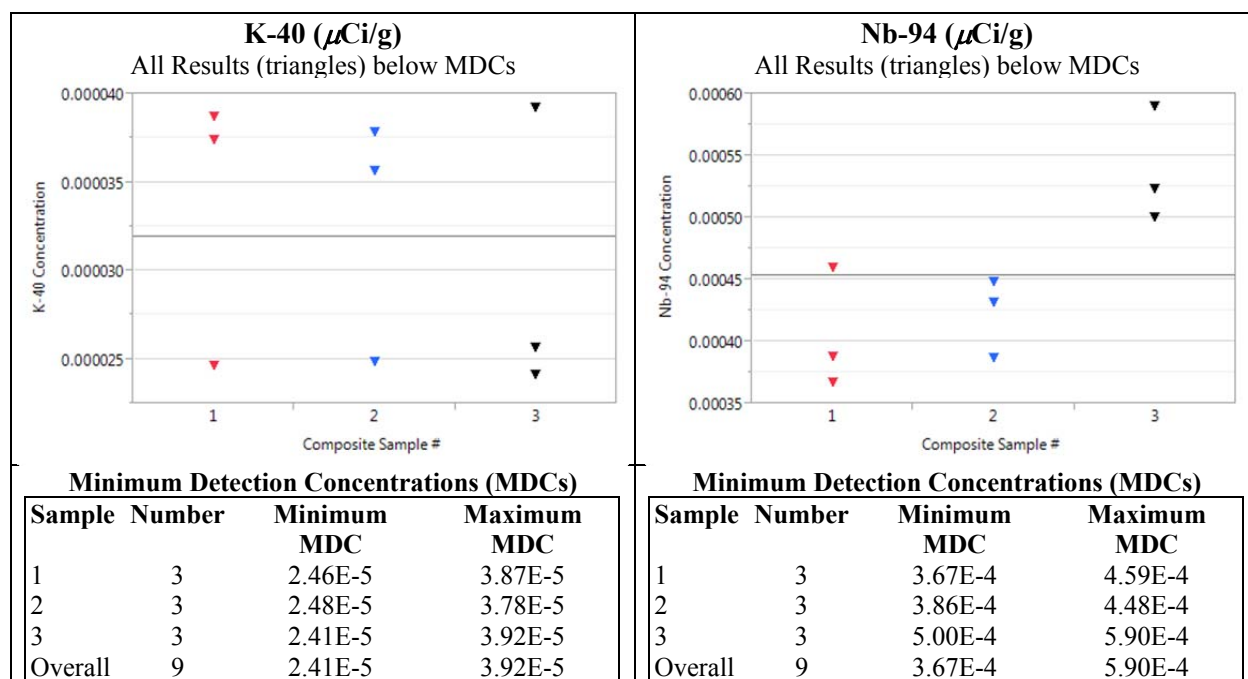 K-40 (μCi/g)
All Results (triangles) below MDCs
0.000040
0.000035
0.000030
0.000025
K-40 Concentration
1 2 3
Composite Sample #
Minimum Detection Concentrations (MDCs)
Sample Number Minimum MDC Maximum MDC
1 3 2.46E-5 3.87E-5
2 3 2.48E-5 3.78E-5
3 3 2.41E-5 3.92E-5
Overall 9 2.41E-5 3.92E-5
Nb-94 (μCi/g)
All Results (triangles) below MDCs
0.00060
0.00055
0.00050
0.00045
0.00040
0.00035
Nb-94 Concentration
1 2 3
Composite Sample #
Minimum Detection Concentrations (MDCs)
Sample Number Minimum MDC Maximum MDC
1 3 3.67E-4 4.59E-4
2 3 3.86E-4 4.48E-4
3 3 5.00E-4 5.90E-4
Overall 9 3.67E-4 5.90E-4